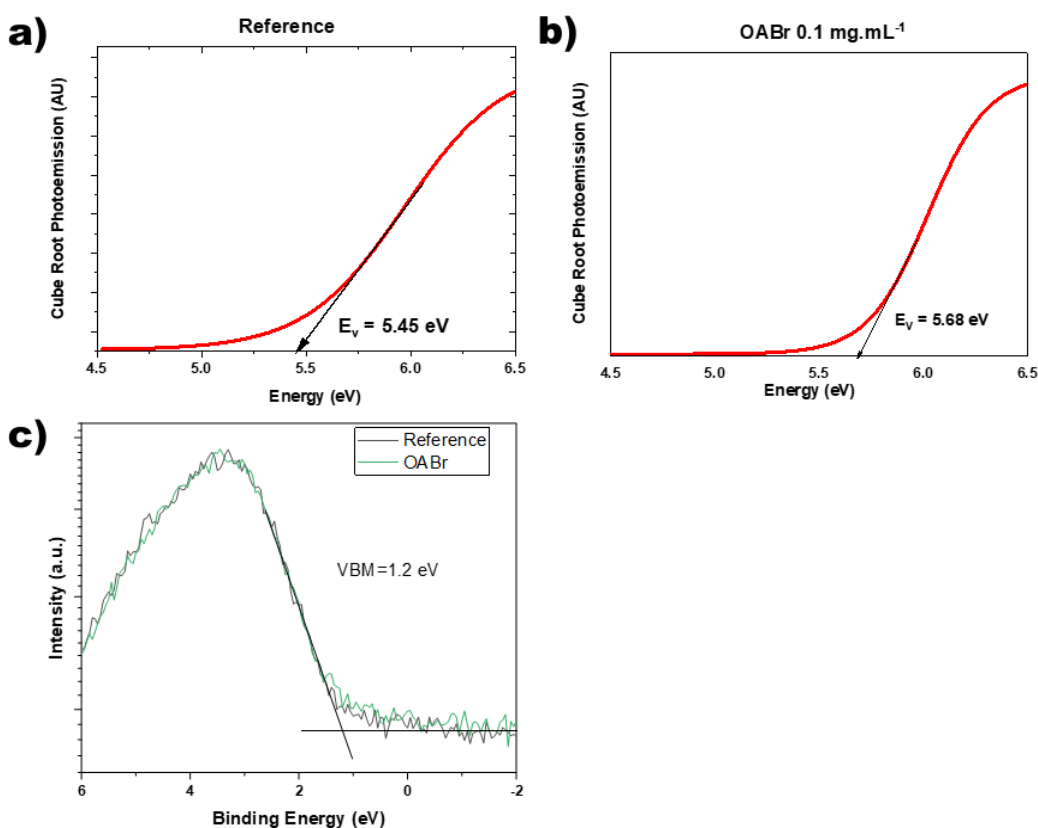 a)
Reference
Cube Root Photoemission (AU)
E_v = 5.45 eV
4.5 5.0 5.5 6.0 6.5
Energy (eV)
b)
OABr 0.1 mg.mL⁻¹
Cube Root Photoemission (AU)
E_v = 5.68 eV
4.5 5.0 5.5 6.0 6.5
Energy (eV)
c)
Reference
OABr
VBM=1.2 eV
Intensity (a.u.)
6 4 2 0 -2
Binding Energy (eV)